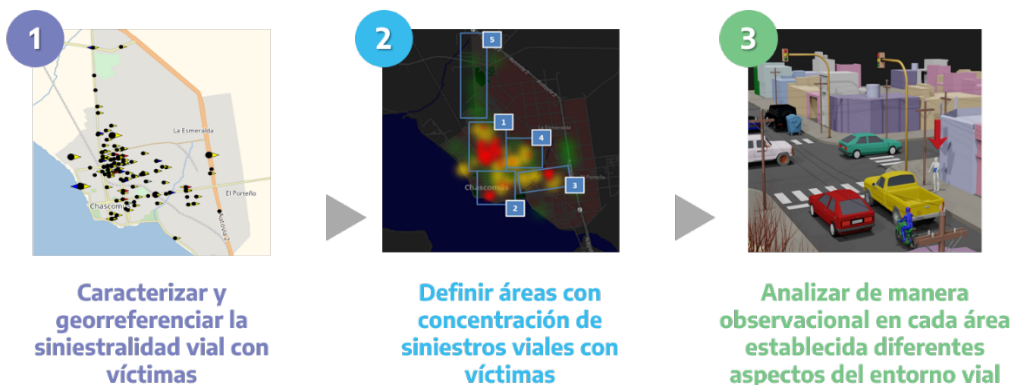 1
La Esmeralda
El Porteño
Chascomús
Autovía 2
Caracterizar y
georreferenciar la
siniestralidad vial con
víctimas
2
5
1
4
Chascomús
3
2
Definir áreas con
concentración de
siniestros viales con
víctimas
3
Analizar de manera
observacional en cada área
establecida diferentes
aspectos del entorno vial